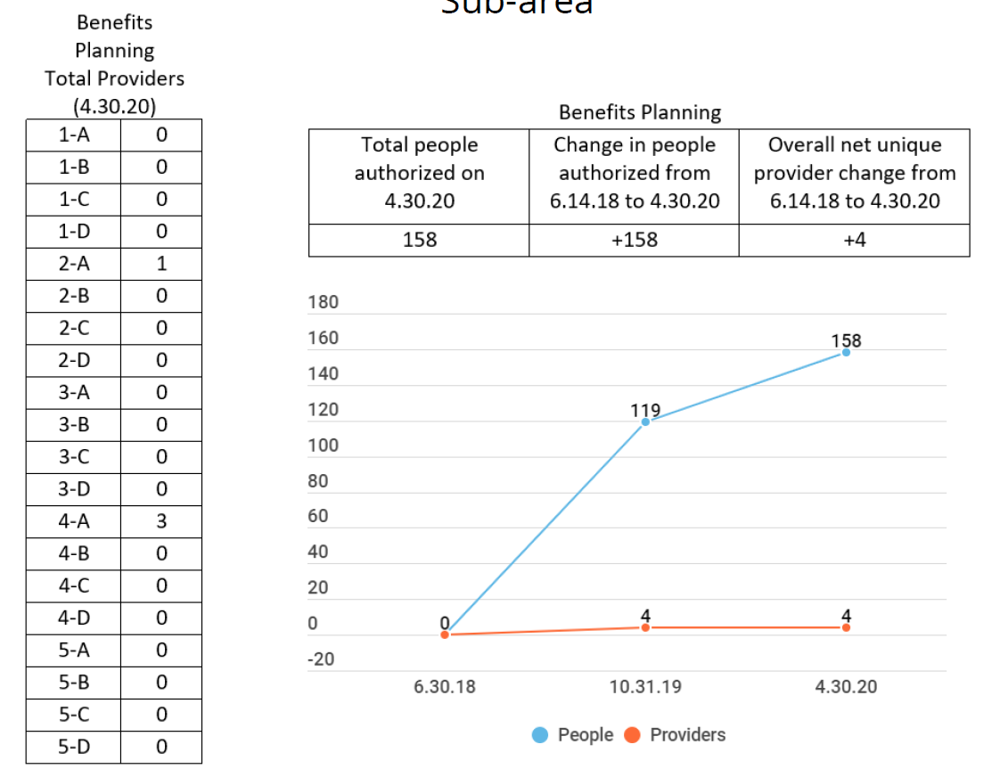 Sub-area
Benefits
Planning
Total Providers
(4.30.20)
1-A 0
1-B 0
1-C 0
1-D 0
2-A 1
2-B 0
2-C 0
2-D 0
3-A 0
3-B 0
3-C 0
3-D 0
4-A 3
4-B 0
4-C 0
4-D 0
5-A 0
5-B 0
5-C 0
5-D 0
Benefits Planning
Total people
authorized on
4.30.20
Change in people
authorized from
6.14.18 to 4.30.20
Overall net unique
provider change from
6.14.18 to 4.30.20
158 +158 +4
180
160
140
120
100
80
60
40
20
0
-20
158
119
0 4 4
6.30.18 10.31.19 4.30.20
People Providers